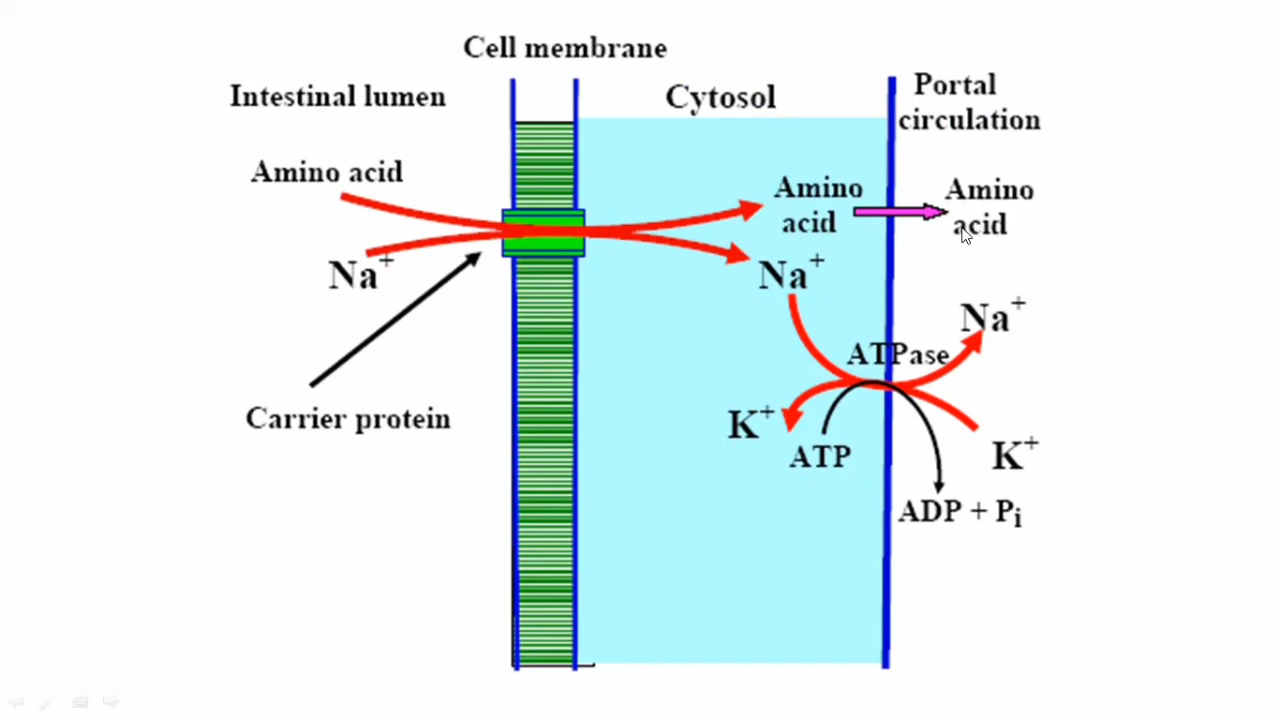 Cell membrane
Intestinal lumen
Cytosol
Portal
circulation
Amino acid
Na+
Carrier protein
Amino
acid
Na+
Amino
acid
Na+
ATPase
K+
ATP
K+
ADP + Pi